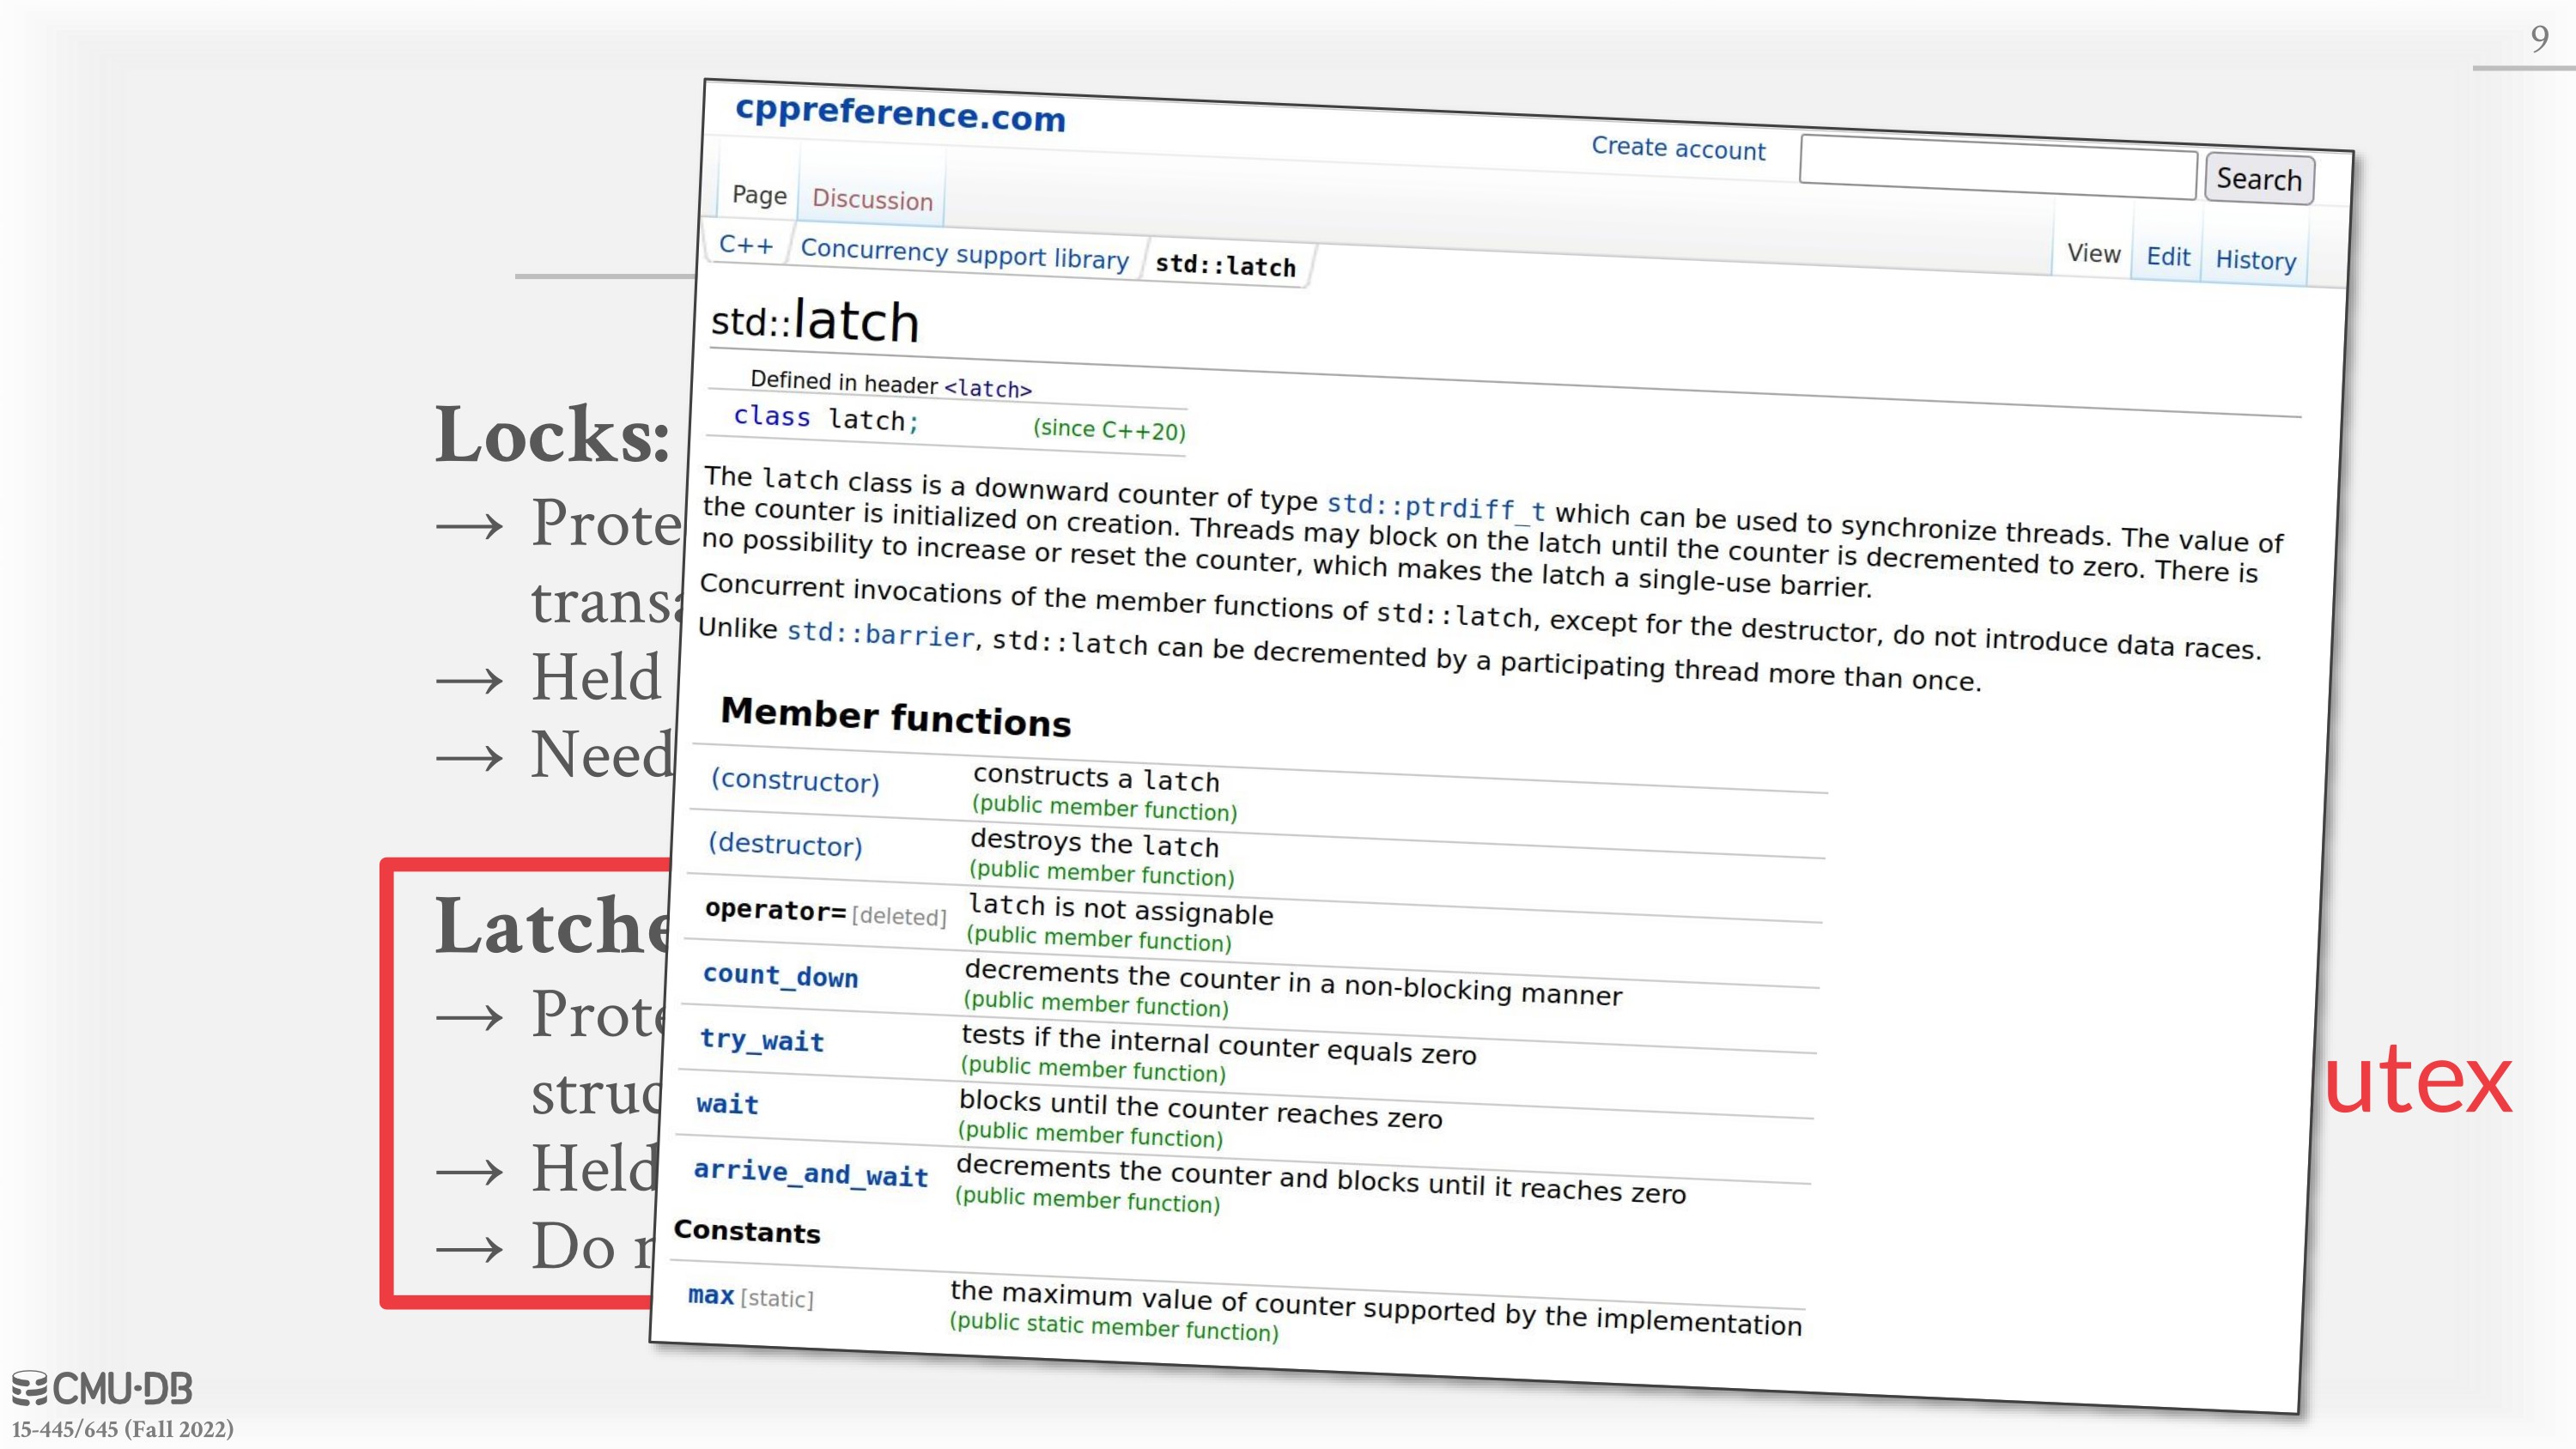 9
cppreference.com
Create account
Search
Page Discussion
View Edit History
C++ Concurrency support library std::latch
std::latch
Defined in header <latch>
class latch; (since C++20)
The latch class is a downward counter of type std::ptrdiff_t which can be used to synchronize threads. The value of
the counter is initialized on creation. Threads may block on the latch until the counter is decremented to zero. There is
no possibility to increase or reset the counter, which makes the latch a single-use barrier.
Concurrent invocations of the member functions of std::latch, except for the destructor, do not introduce data races.
Unlike std::barrier, std::latch can be decremented by a participating thread more than once.
Member functions
(constructor) constructs a latch
(public member function)
(destructor) destroys the latch
(public member function)
operator= [deleted] latch is not assignable
(public member function)
count_down decrements the counter in a non-blocking manner
(public member function)
try_wait tests if the internal counter equals zero
(public member function)
wait blocks until the counter reaches zero
(public member function)
arrive_and_wait decrements the counter and blocks until it reaches zero
(public member function)
Constants
max [static] the maximum value of counter supported by the implementation
(public static member function)
Locks:
→ Prote
transa
→ Held
→ Need
Latche
→ Prote
struc
→ Held
→ Do n
utex
CMU·DB
15-445/645 (Fall 2022)